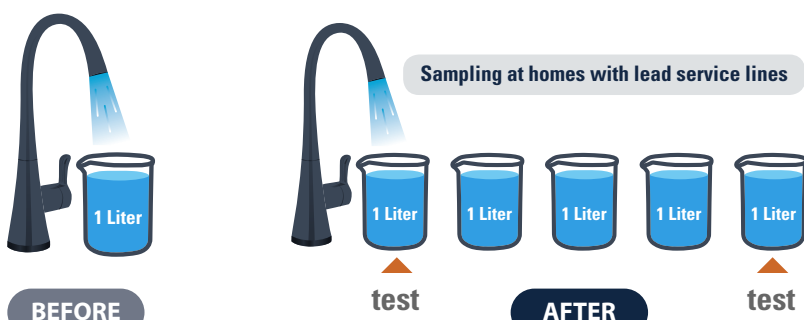 Sampling at homes with lead service lines
1 Liter
1 Liter
1 Liter
1 Liter
1 Liter
1 Liter
test
test
BEFORE
AFTER